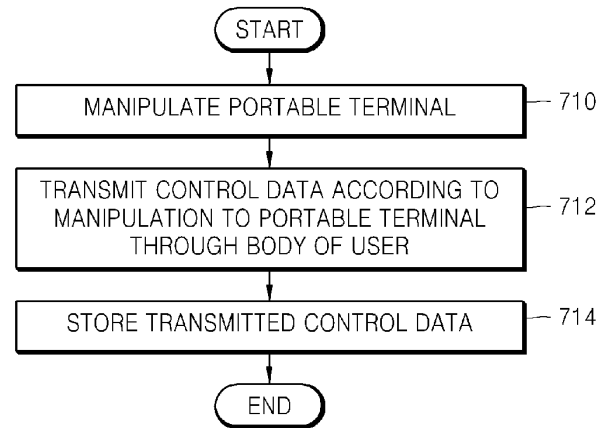 START
MANIPULATE PORTABLE TERMINAL
710
TRANSMIT CONTROL DATA ACCORDING TO
MANIPULATION TO PORTABLE TERMINAL
THROUGH BODY OF USER
712
STORE TRANSMITTED CONTROL DATA
714
END